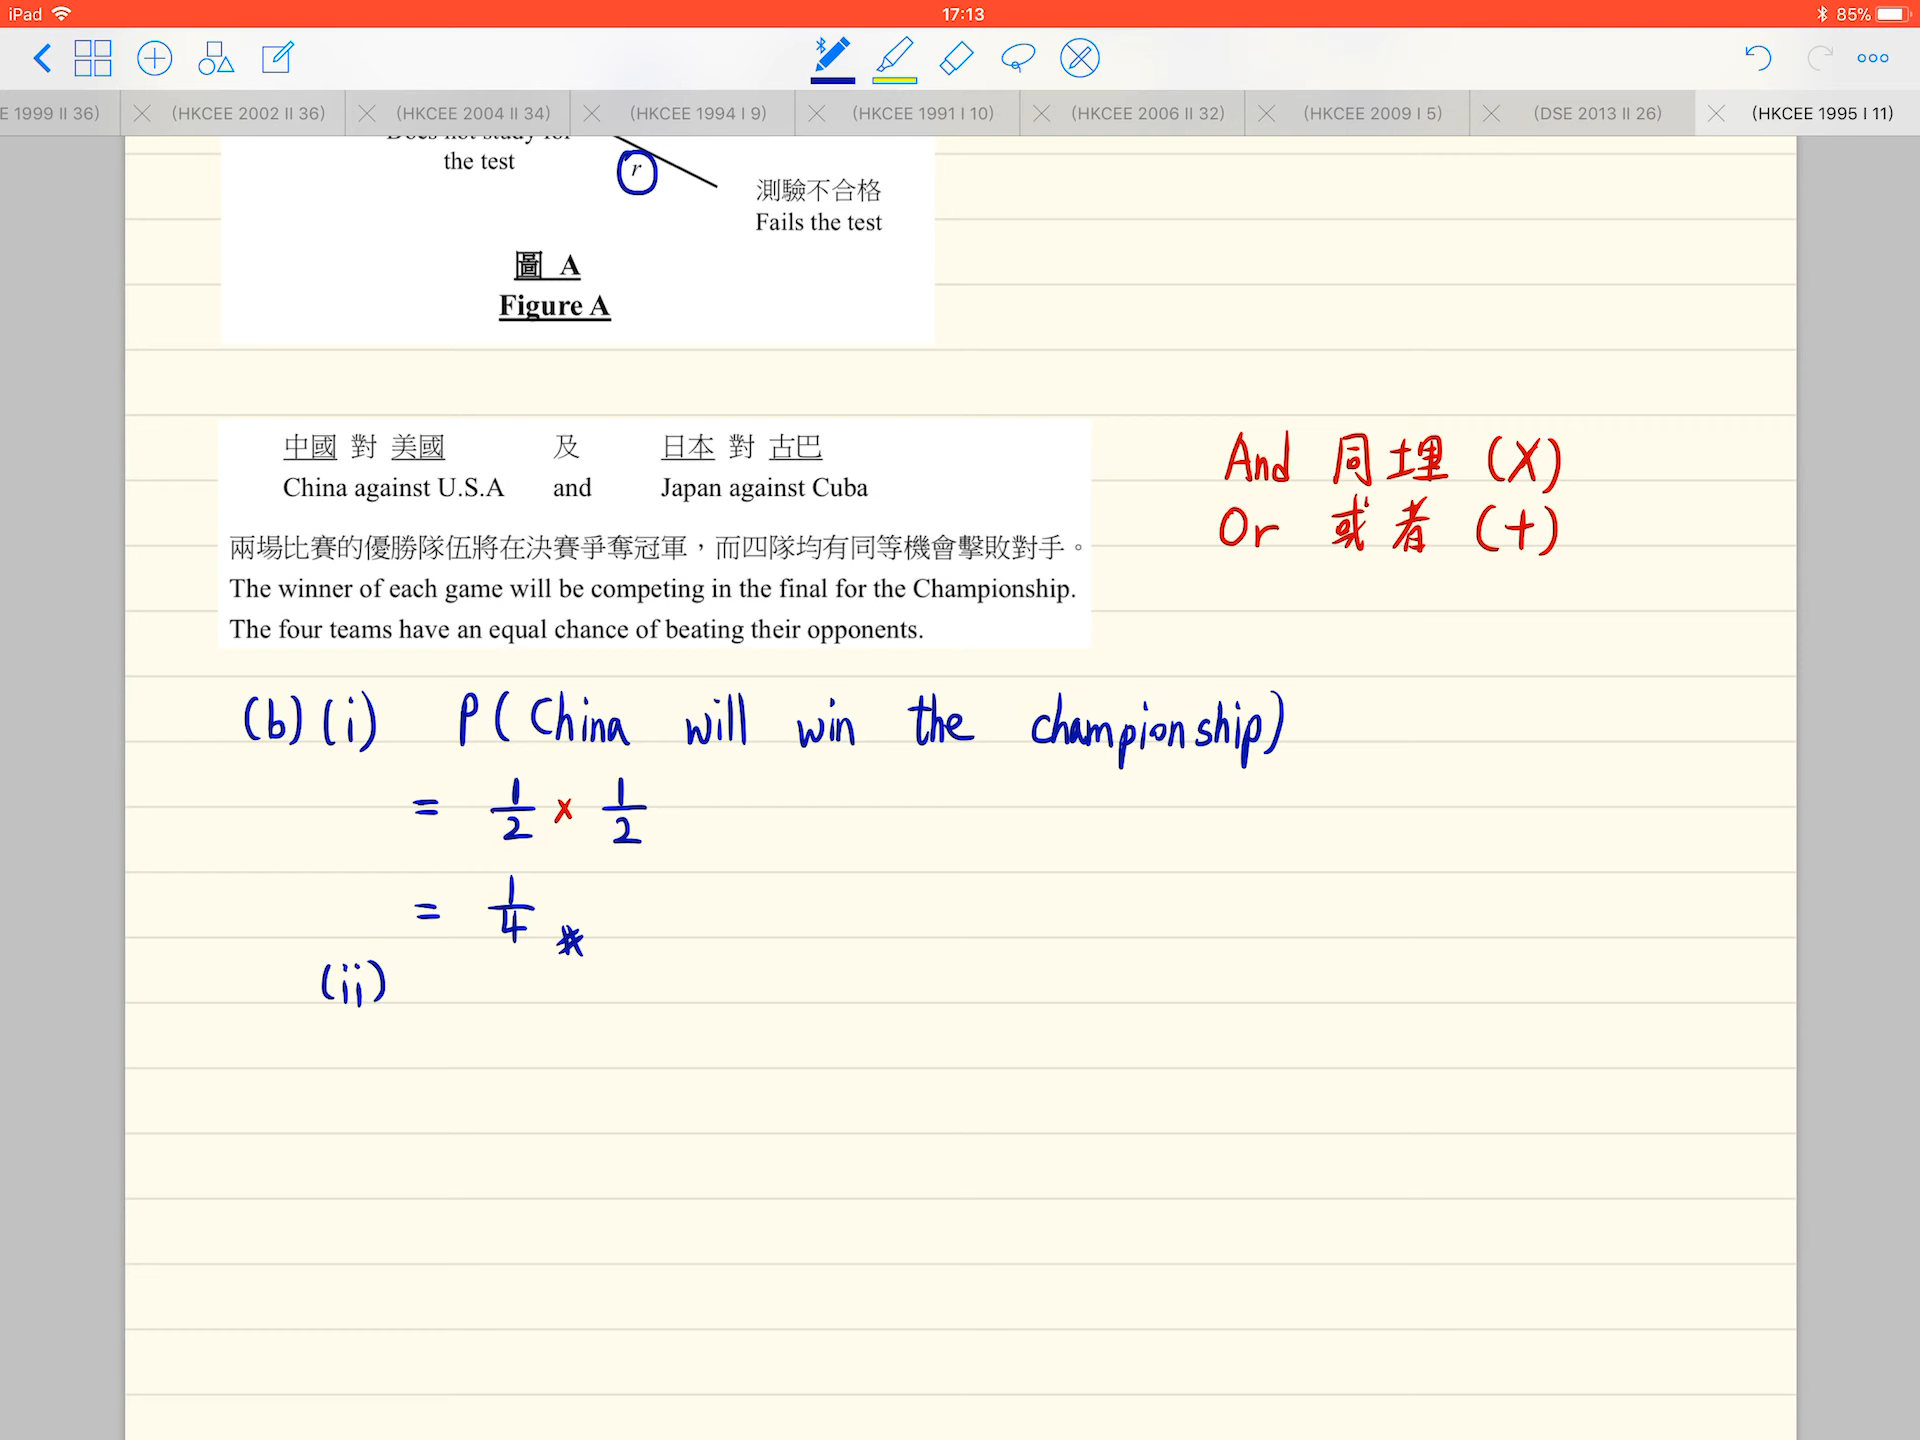 iPad 17:13 85%
E 1999 II 36) (HKCEE 2002 II 36) (HKCEE 2004 II 34) (HKCEE 1994 I 9) (HKCEE 1991 I 10) (HKCEE 2006 II 32) (HKCEE 2009 I 5) (DSE 2013 II 26) (HKCEE 1995 I 11)
Does not study for
the test
r
測驗不合格
Fails the test
圖 A
Figure A
中國 對 美國 及 日本 對 古巴
China against U.S.A and Japan against Cuba
兩場比賽的優勝隊伍將在決賽爭奪冠軍，而四隊均有同等機會擊敗對手。
The winner of each game will be competing in the final for the Championship.
The four teams have an equal chance of beating their opponents.
And 同埋 (X)
Or 或者 (+)
(b)(i) P(China will win the championship)
= 1/2 × 1/2
= 1/4 *
(ii)